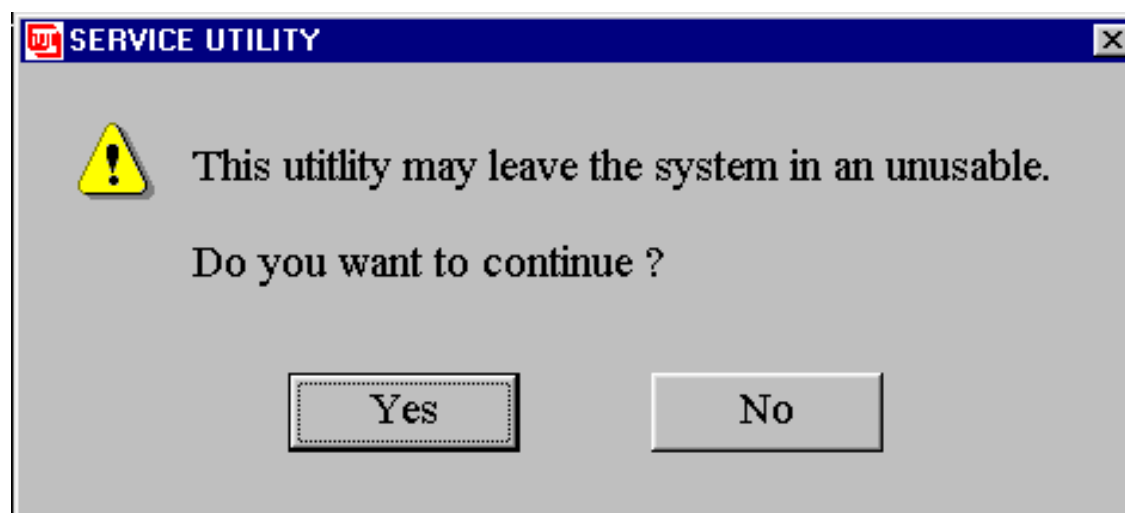 SERVICE UTILITY
This utitlity may leave the system in an unusable.
Do you want to continue ?
Yes
No